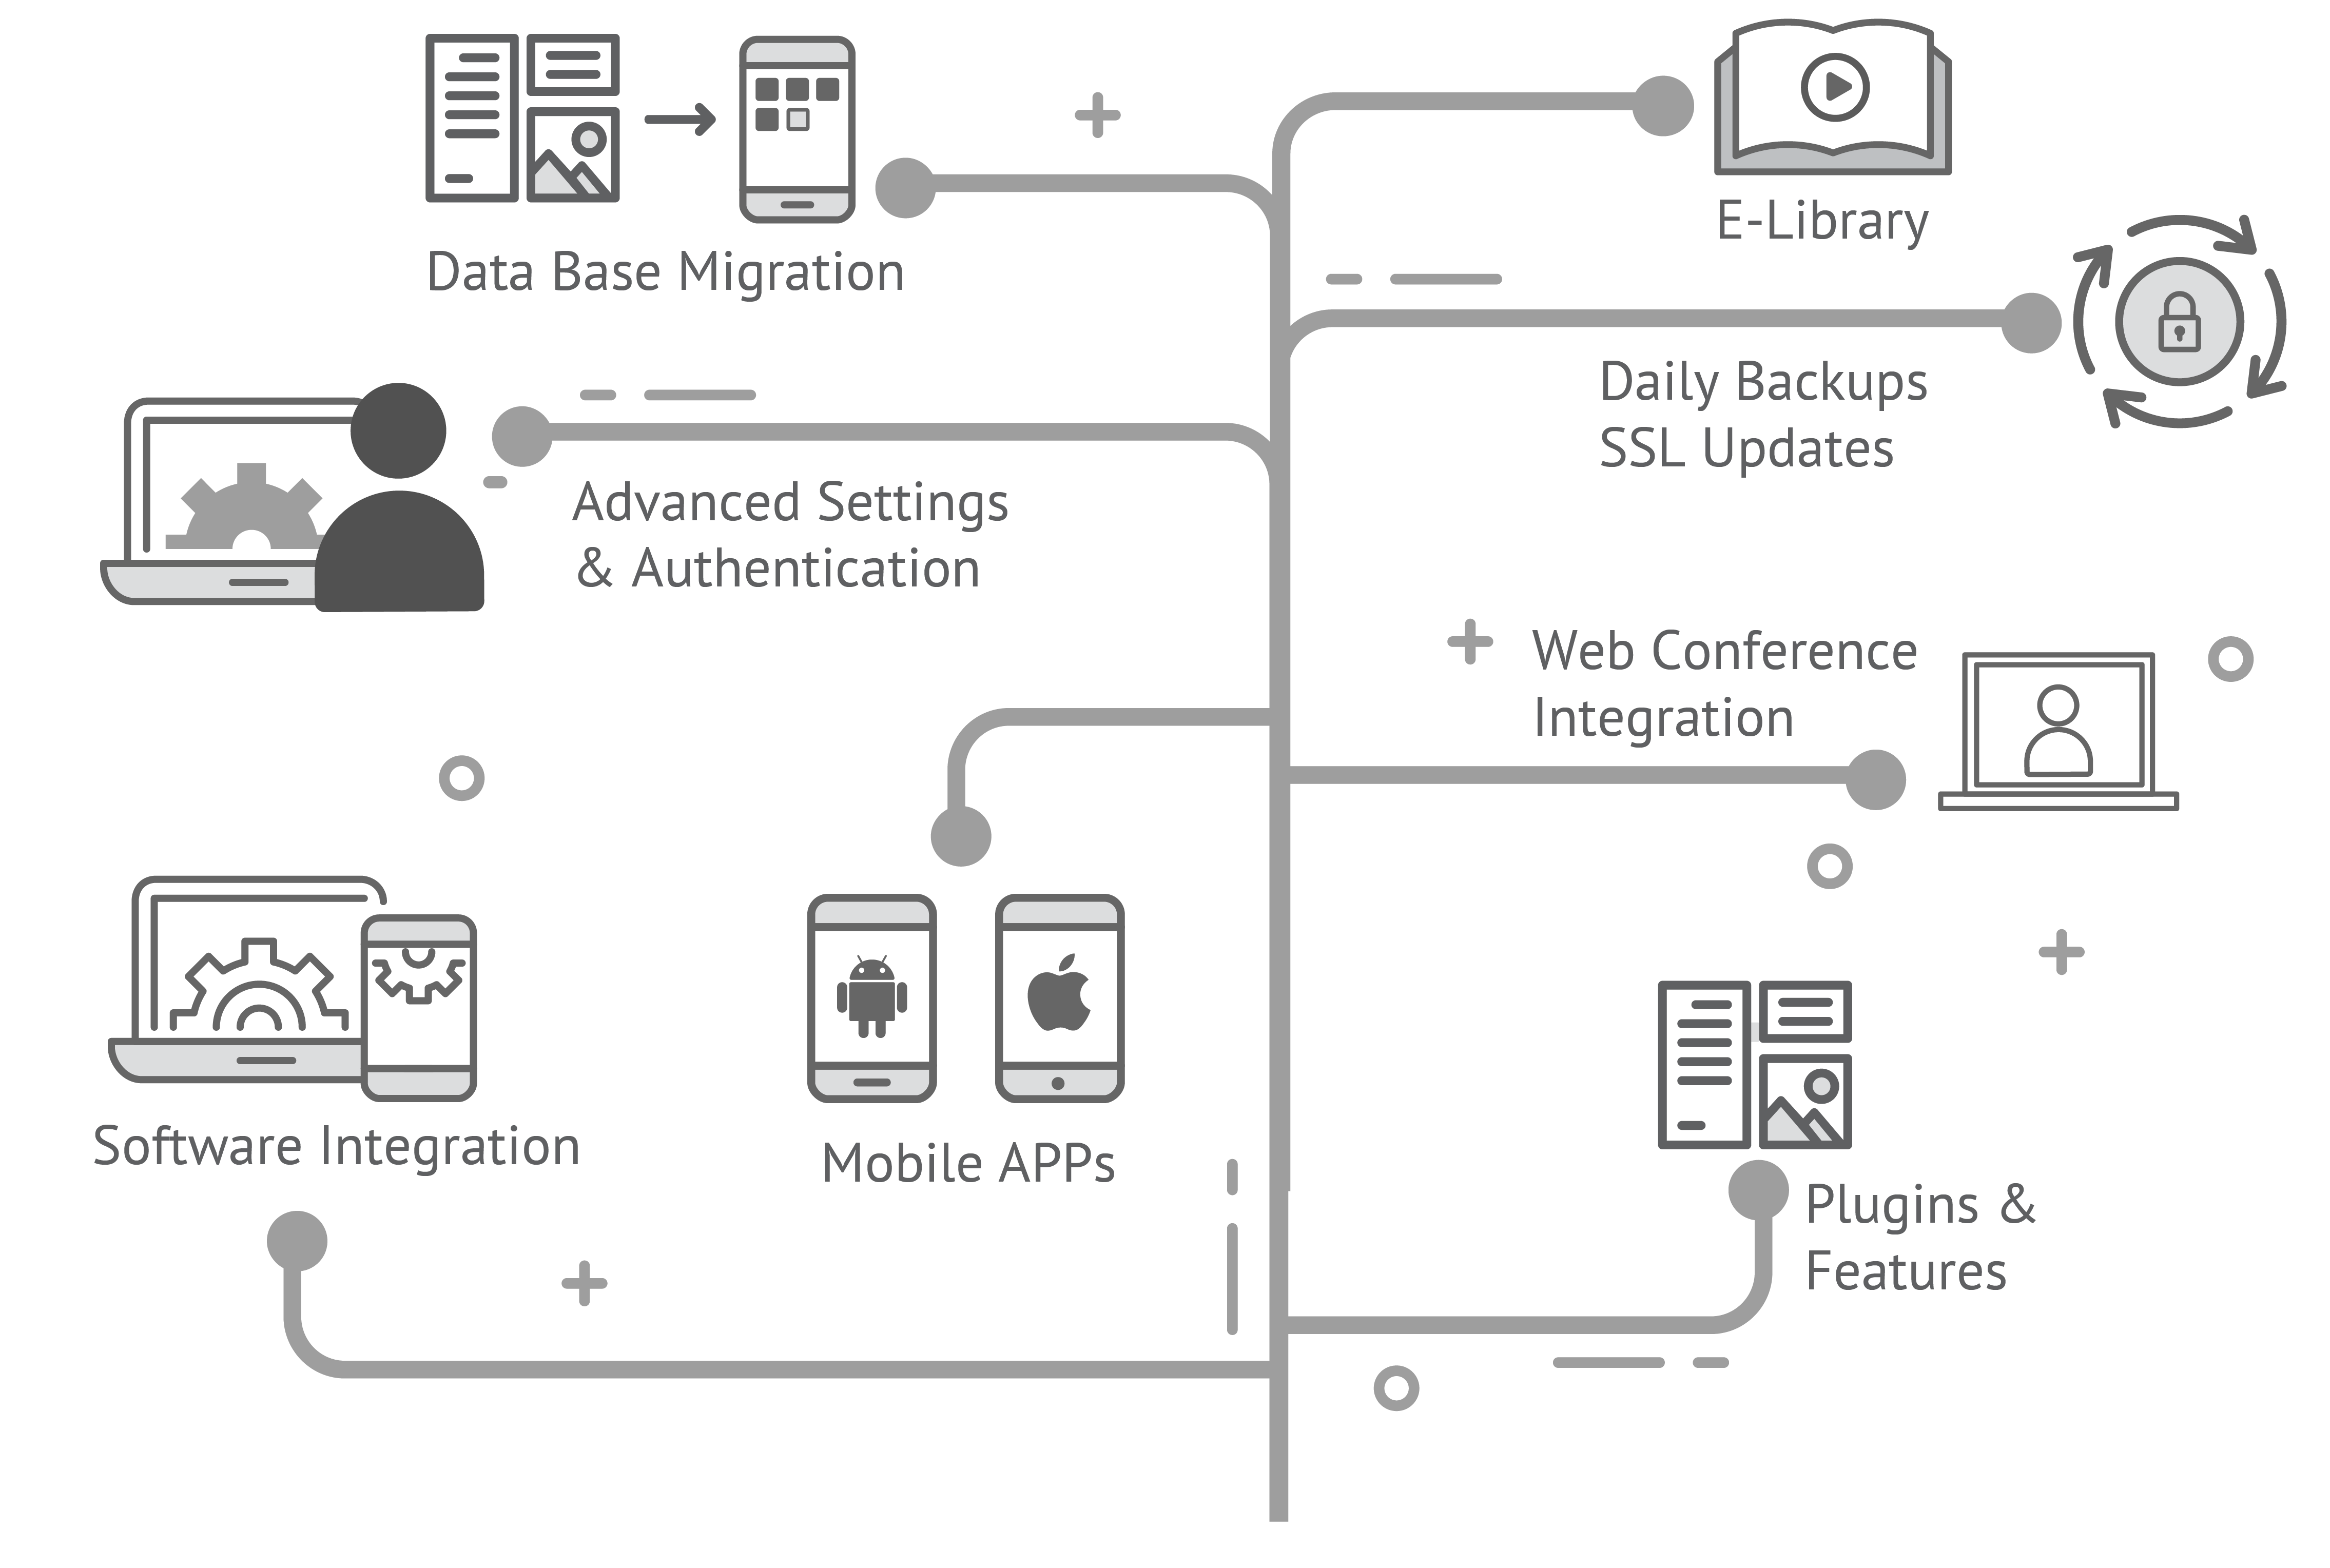 Data Base Migration
E-Library
Daily Backups
SSL Updates
Advanced Settings
& Authentication
Web Conference
Integration
Software Integration
Mobile APPs
Plugins &
Features